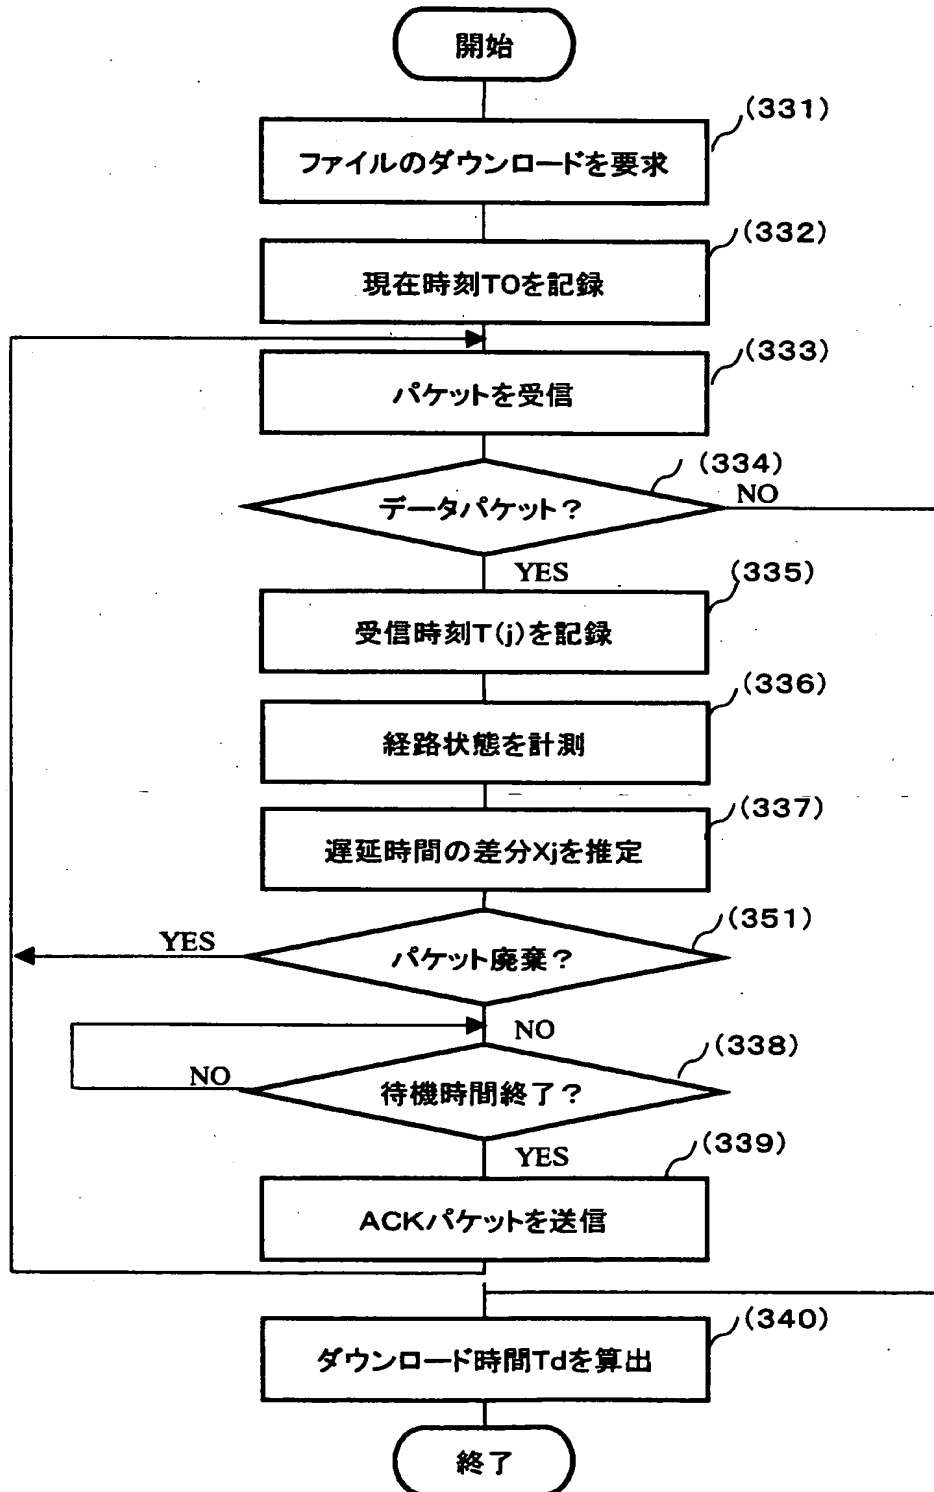 開始
(331)
ファイルのダウンロードを要求
(332)
現在時刻T0を記録
(333)
パケットを受信
(334)
データパケット?
NO
YES
(335)
受信時刻T(j)を記録
(336)
経路状態を計測
(337)
遅延時間の差分Xjを推定
(351)
パケット廃棄?
YES
NO
(338)
待機時間終了?
NO
YES
(339)
ACKパケットを送信
(340)
ダウンロード時間Tdを算出
終了